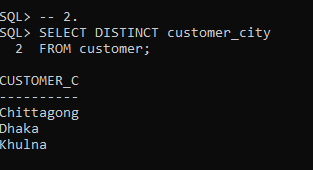 SQL> -- 2.
SQL> SELECT DISTINCT customer_city
  2  FROM customer;
CUSTOMER_C
----------
Chittagong
Dhaka
Khulna